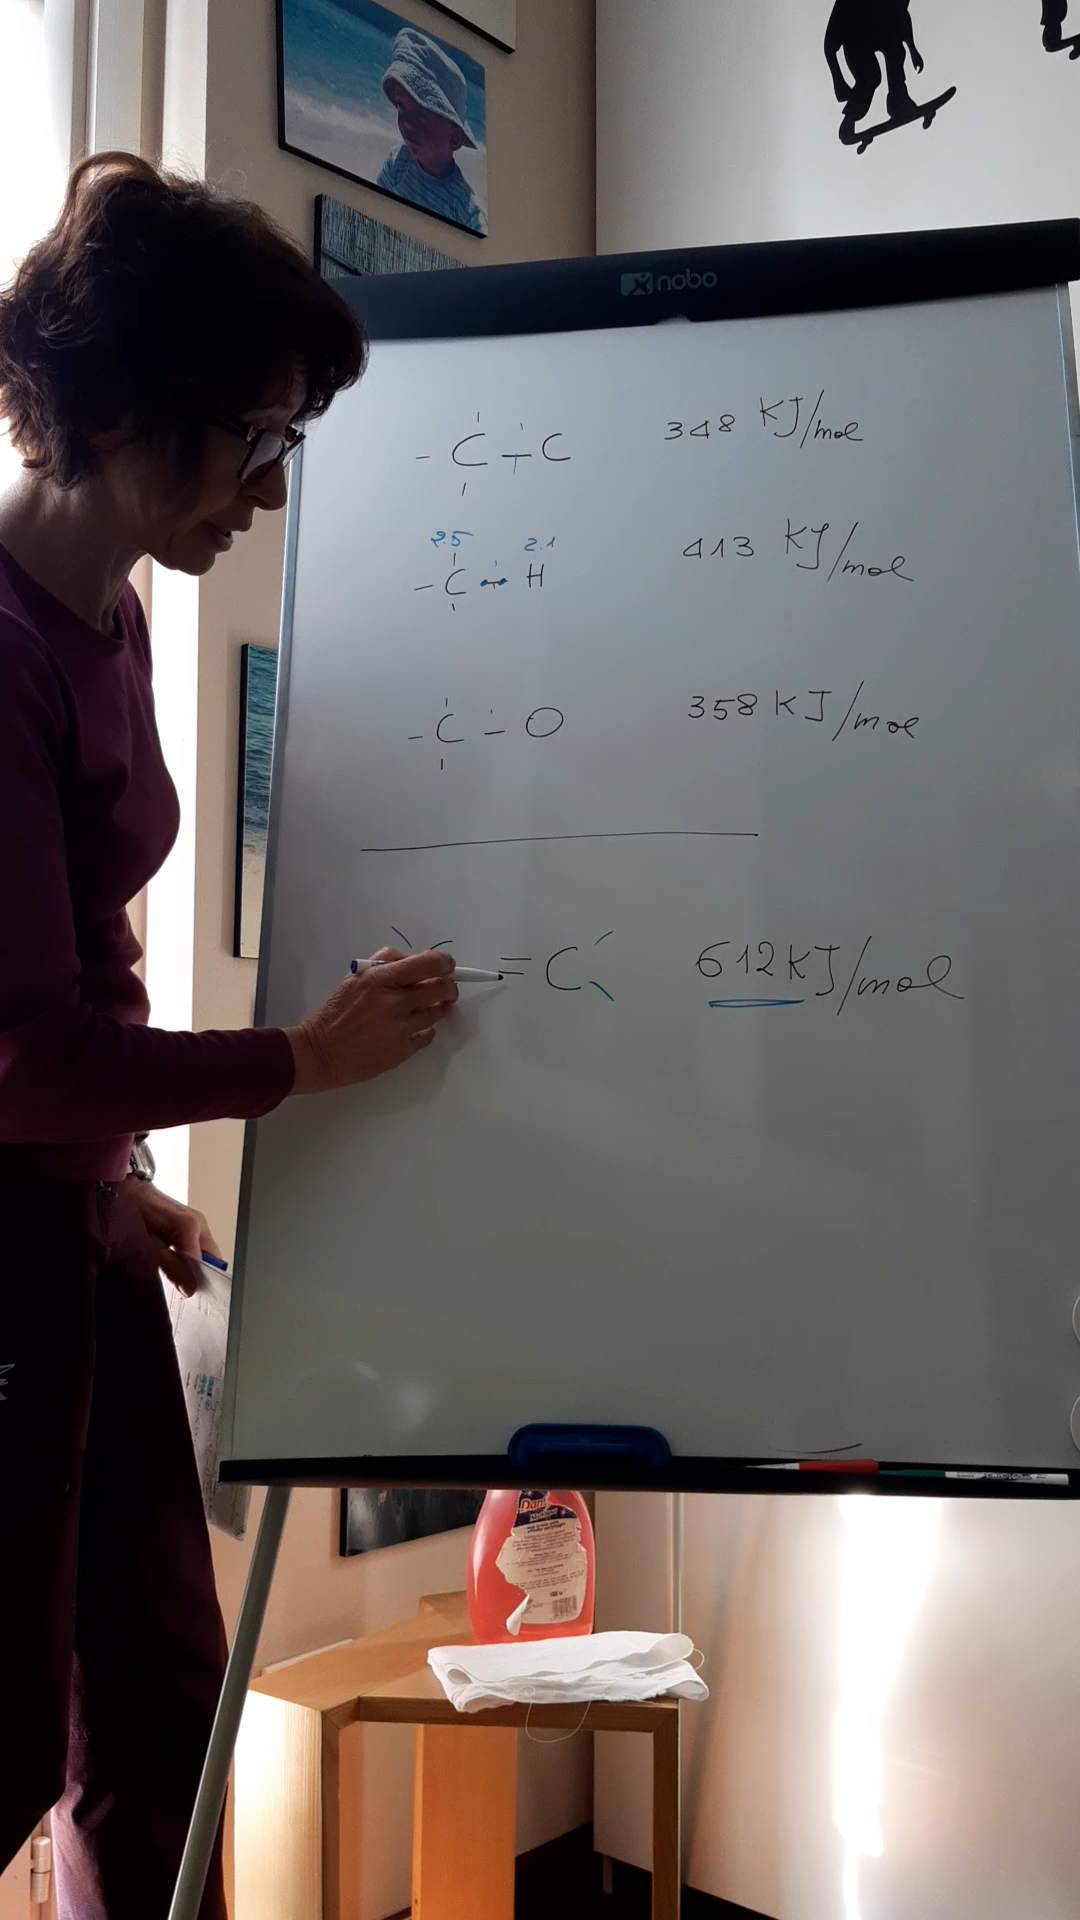 nobo
- C - C 348 KJ/mol
2.5 2.1
- C - H 413 KJ/mol
- C - O 358 KJ/mol
C = C 612 KJ/mol